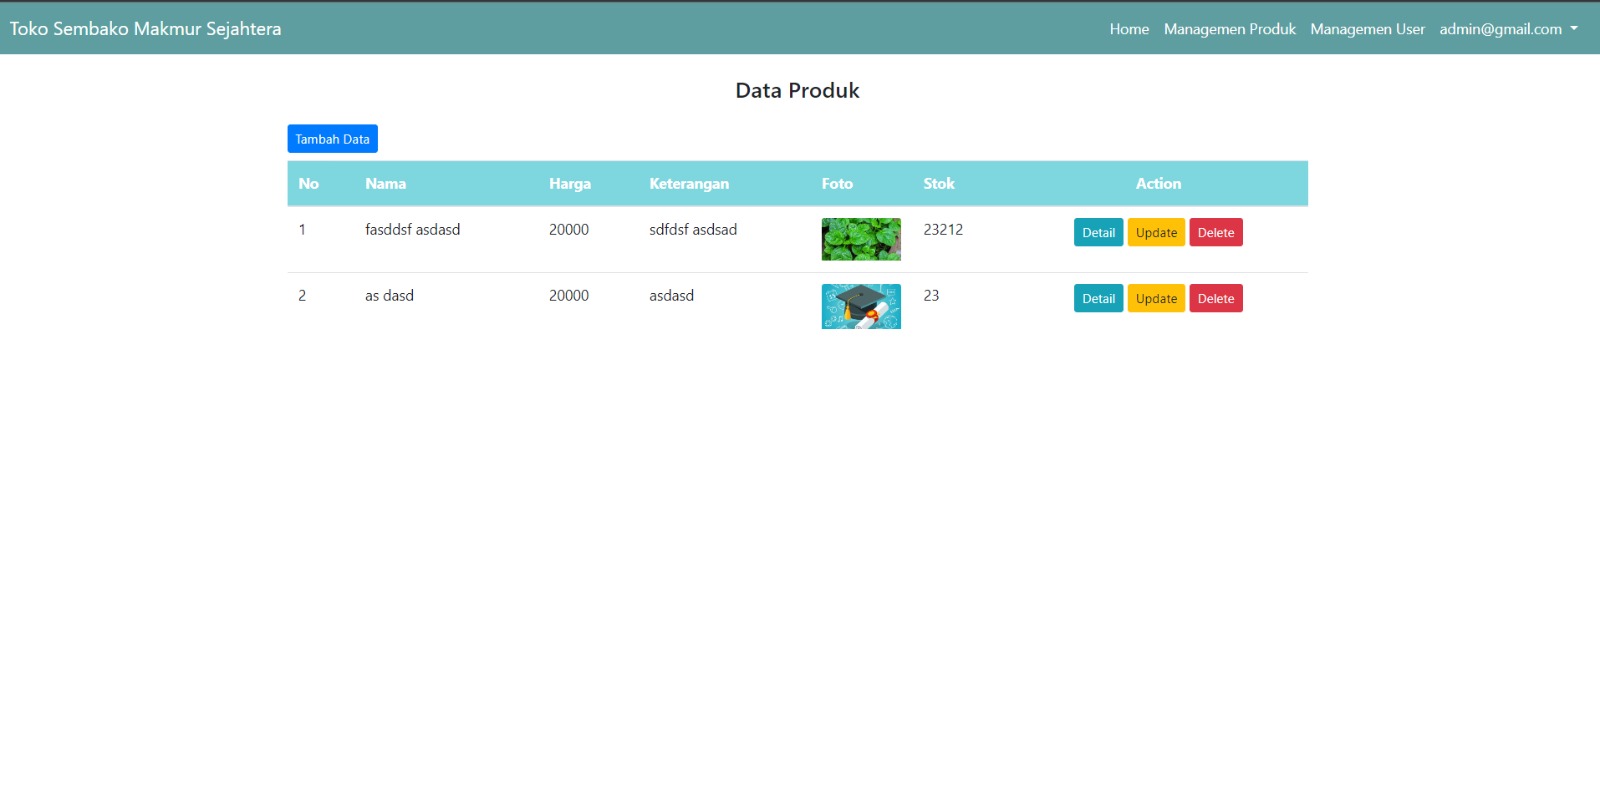 Toko Sembako Makmur Sejahtera Home Managemen Produk Managemen User admin@gmail.com
Data Produk
Tambah Data
No Nama Harga Keterangan Foto Stok Action
1 fasddsf asdasd 20000 sdfdsf asdsad 23212 Detail Update Delete
2 as dasd 20000 asdasd 23 Detail Update Delete